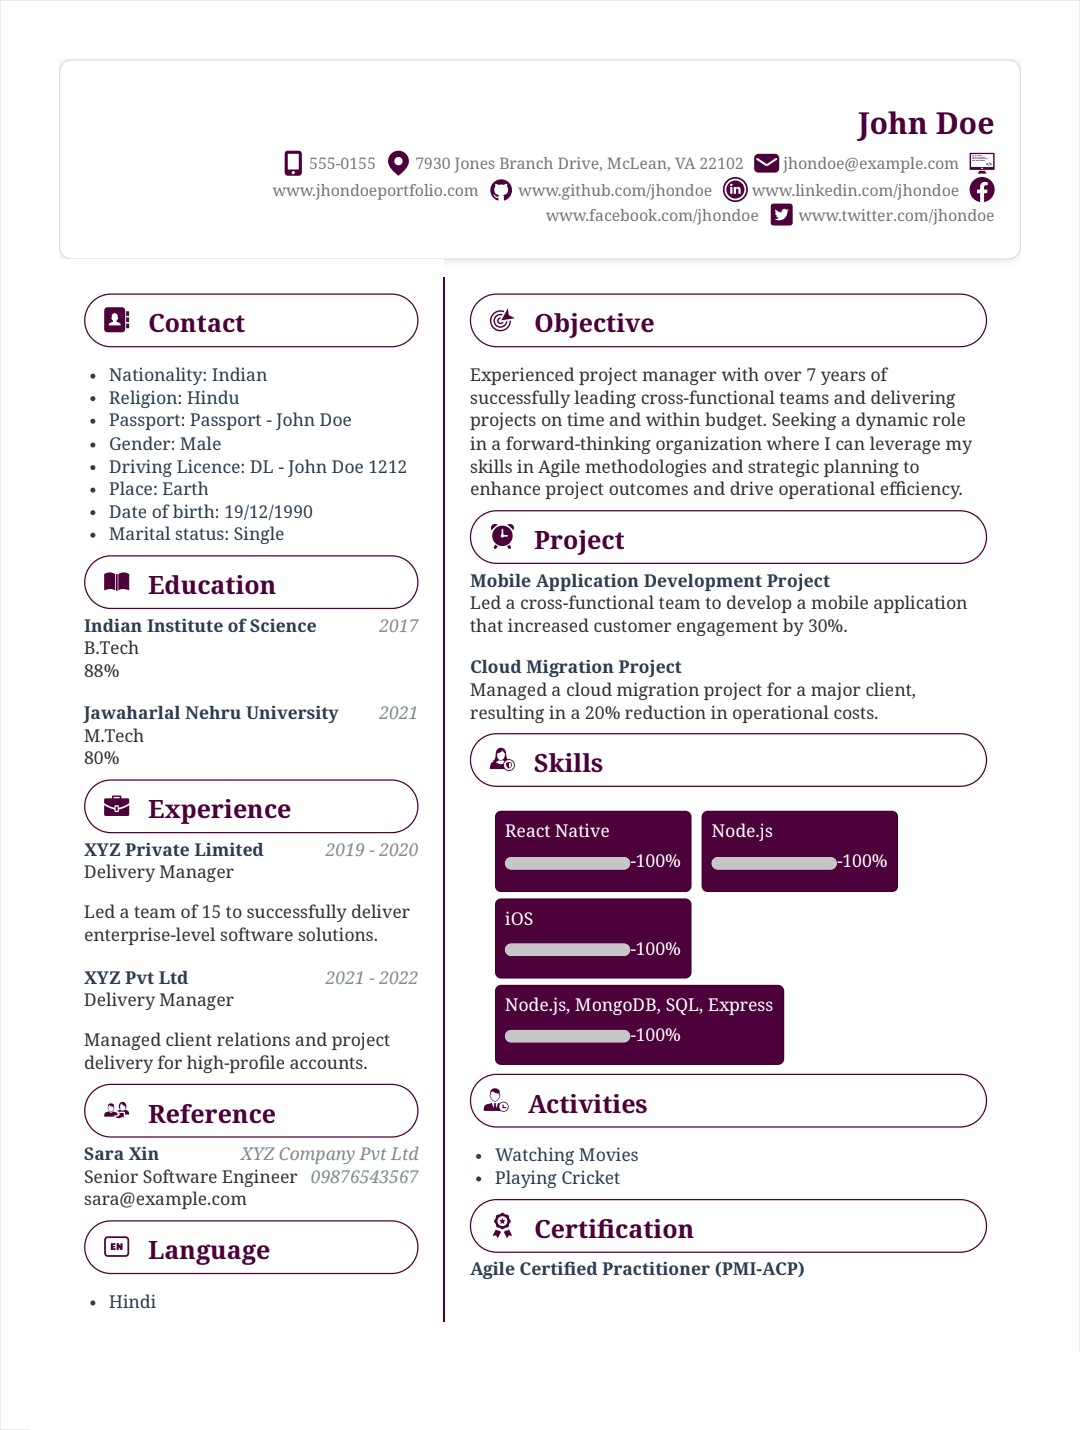 John Doe
555-0155 7930 Jones Branch Drive, McLean, VA 22102 jhondoe@example.com
www.jhondoeportfolio.com www.github.com/jhondoe www.linkedin.com/jhondoe
www.facebook.com/jhondoe www.twitter.com/jhondoe
Contact
• Nationality: Indian
• Religion: Hindu
• Passport: Passport - John Doe
• Gender: Male
• Driving Licence: DL - John Doe 1212
• Place: Earth
• Date of birth: 19/12/1990
• Marital status: Single
Education
Indian Institute of Science 2017
B.Tech
88%
Jawaharlal Nehru University 2021
M.Tech
80%
Experience
XYZ Private Limited 2019 - 2020
Delivery Manager
Led a team of 15 to successfully deliver
enterprise-level software solutions.
XYZ Pvt Ltd 2021 - 2022
Delivery Manager
Managed client relations and project
delivery for high-profile accounts.
Reference
Sara Xin XYZ Company Pvt Ltd
Senior Software Engineer 09876543567
sara@example.com
EN Language
• Hindi
Objective
Experienced project manager with over 7 years of
successfully leading cross-functional teams and delivering
projects on time and within budget. Seeking a dynamic role
in a forward-thinking organization where I can leverage my
skills in Agile methodologies and strategic planning to
enhance project outcomes and drive operational efficiency.
Project
Mobile Application Development Project
Led a cross-functional team to develop a mobile application
that increased customer engagement by 30%.
Cloud Migration Project
Managed a cloud migration project for a major client,
resulting in a 20% reduction in operational costs.
Skills
React Native
-100%
Node.js
-100%
iOS
-100%
Node.js, MongoDB, SQL, Express
-100%
Activities
• Watching Movies
• Playing Cricket
Certification
Agile Certified Practitioner (PMI-ACP)